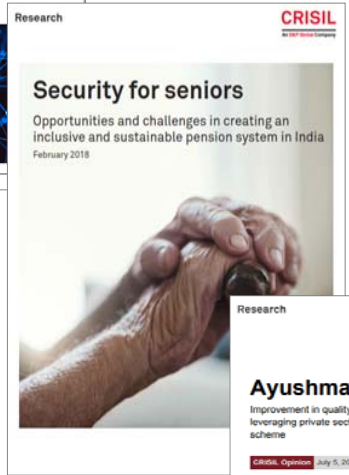 Research
CRISIL
An S&P Global Company
Security for seniors
Opportunities and challenges in creating an
inclusive and sustainable pension system in India
February 2018
Research
Ayushma
Improvement in quality
leveraging private sect
scheme
CRISIL Opinion July 5, 20